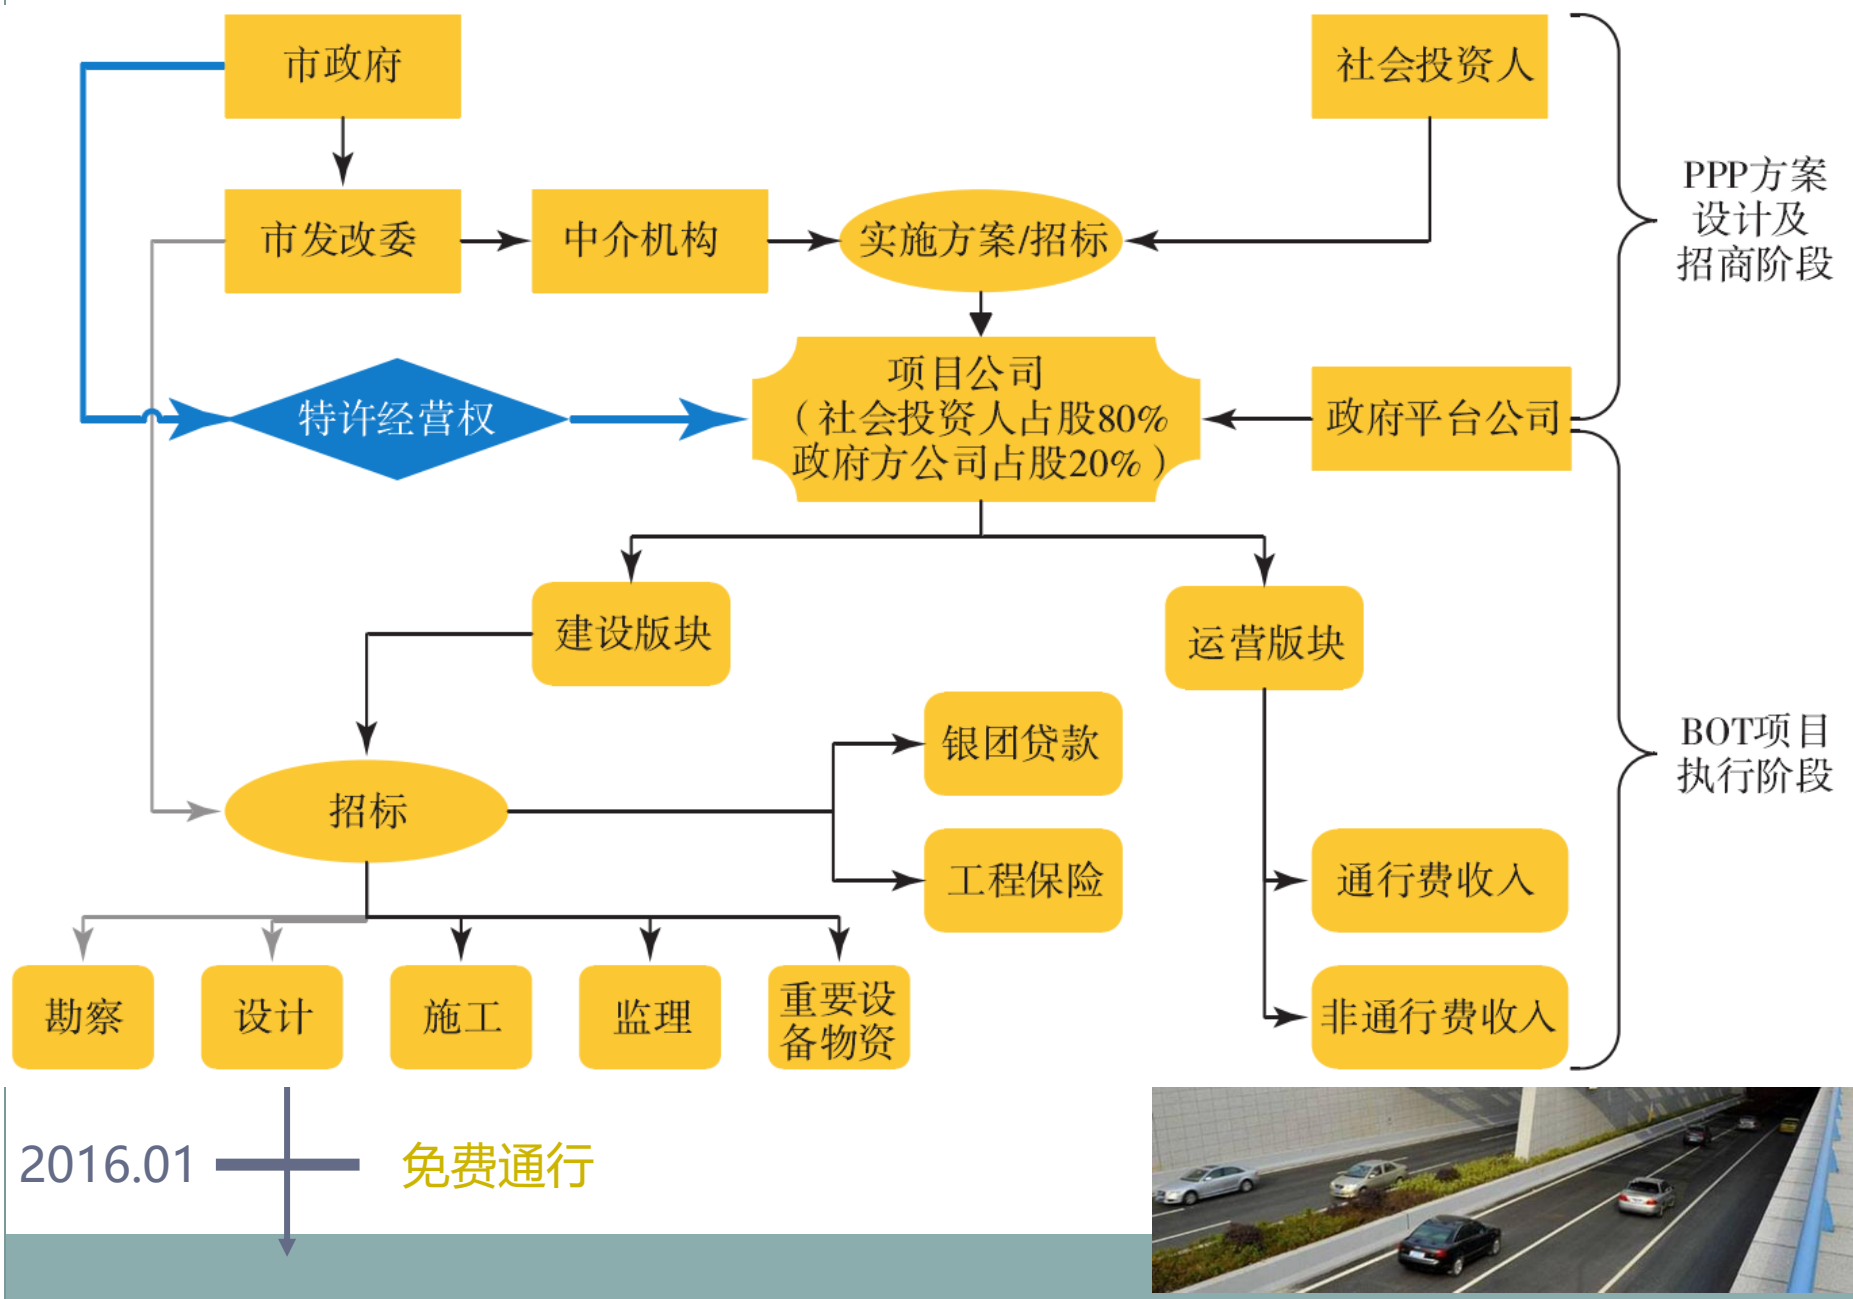 市政府
社会投资人
市发改委
中介机构
实施方案/招标
PPP方案
设计及
招商阶段
特许经营权
项目公司
（社会投资人占股80%
政府方公司占股20%）
政府平台公司
建设版块
运营版块
银团贷款
BOT项目
执行阶段
招标
工程保险
通行费收入
勘察
设计
施工
监理
重要设
备物资
非通行费收入
2016.01
免费通行